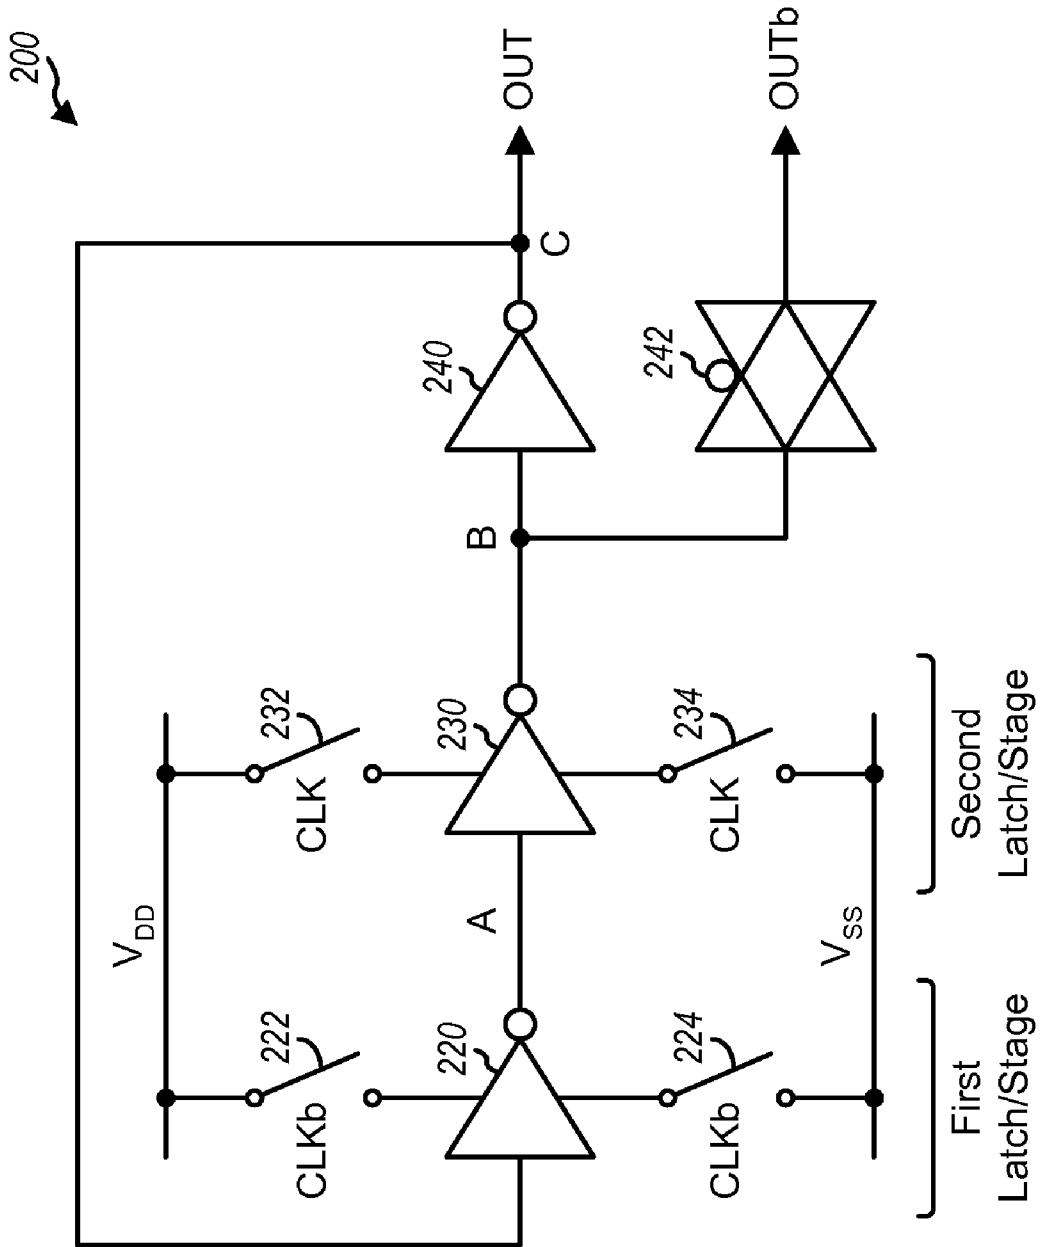 200
V_DD
222
CLKb
220
CLKb
224
V_SS
First
Latch/Stage
A
232
CLK
230
CLK
234
Second
Latch/Stage
B
240
C
OUT
242
OUTb